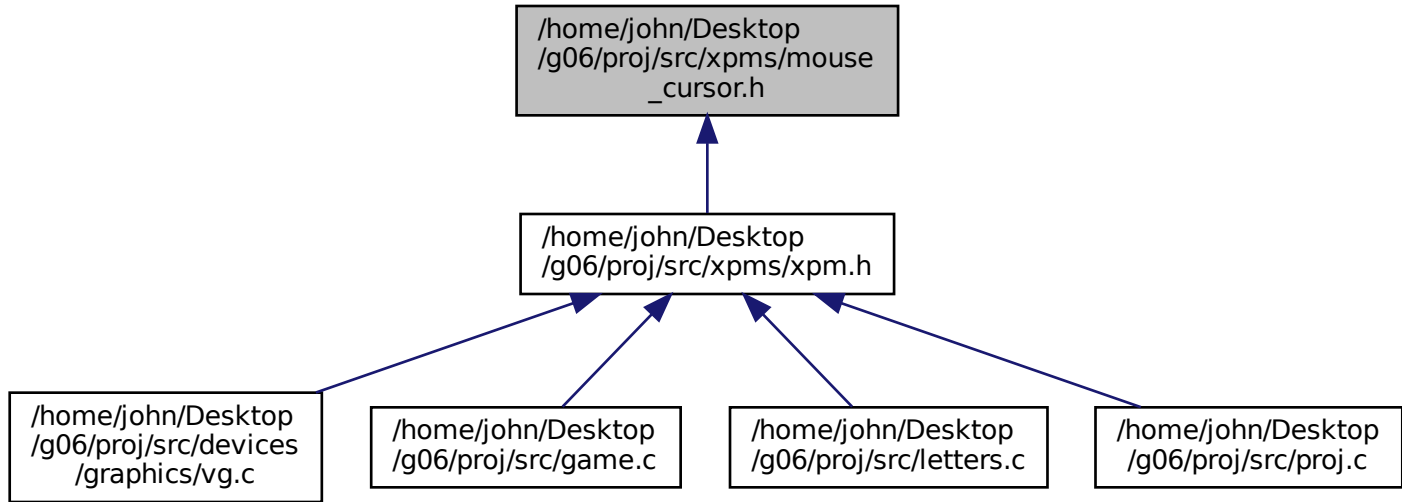 /home/john/Desktop
/g06/proj/src/xpms/mouse
_cursor.h
/home/john/Desktop
/g06/proj/src/xpms/xpm.h
/home/john/Desktop
/g06/proj/src/devices
/graphics/vg.c
/home/john/Desktop
/g06/proj/src/game.c
/home/john/Desktop
/g06/proj/src/letters.c
/home/john/Desktop
/g06/proj/src/proj.c